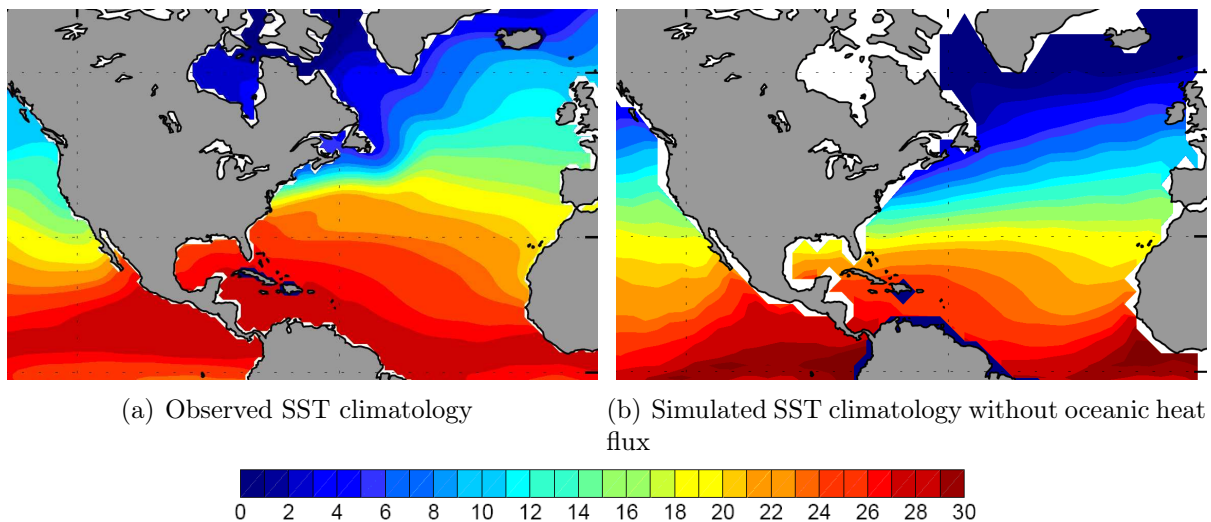 (a) Observed SST climatology
(b) Simulated SST climatology without oceanic heat
flux
0 2 4 6 8 10 12 14 16 18 20 22 24 26 28 30